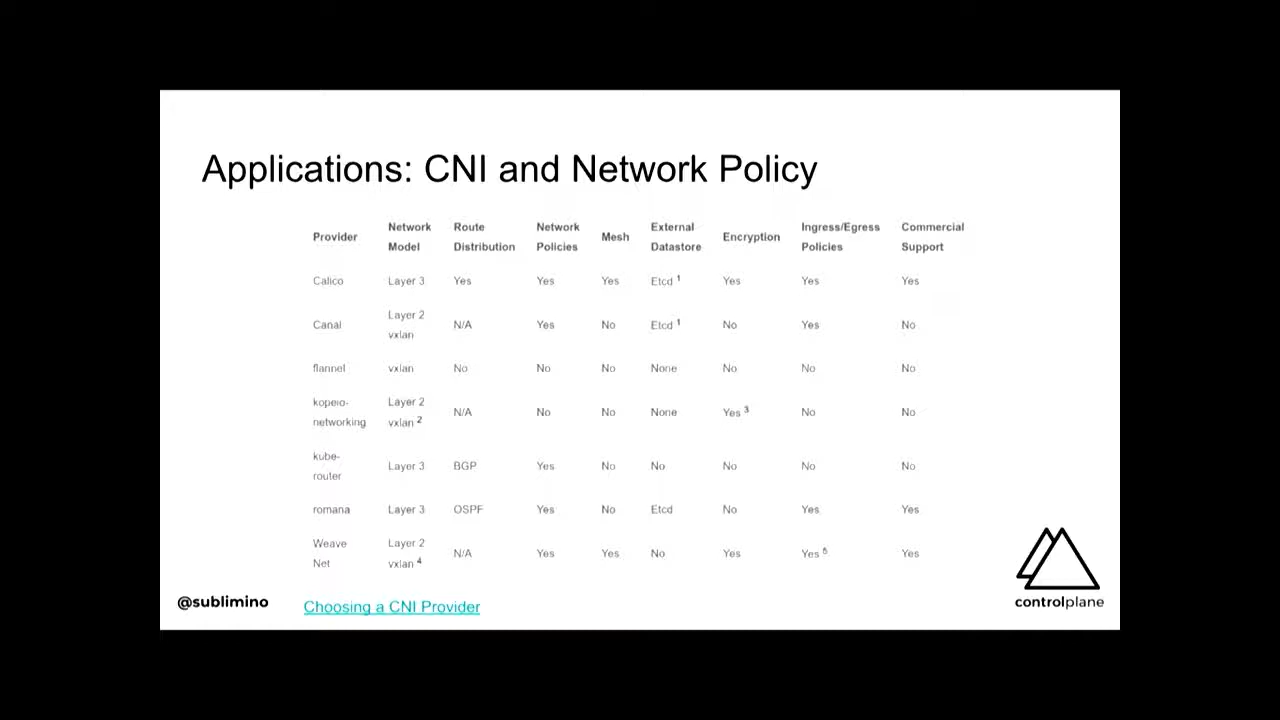 Applications: CNI and Network Policy
Provider Network Model Route Distribution Network Policies Mesh External Datastore Encryption Ingress/Egress Policies Commercial Support
Calico Layer 3 Yes Yes Yes Etcd 1 Yes Yes Yes
Canal Layer 2 vxlan N/A Yes No Etcd 1 No Yes No
flannel vxlan No No No None No No No
kopeio-networking Layer 2 vxlan 2 N/A No No None Yes 3 No No
kube-router Layer 3 BGP Yes No No No No No
romana Layer 3 OSPF Yes No Etcd No Yes Yes
Weave Net Layer 2 vxlan 4 N/A Yes Yes No Yes Yes 5 Yes
@sublimino
Choosing a CNI Provider
controlplane